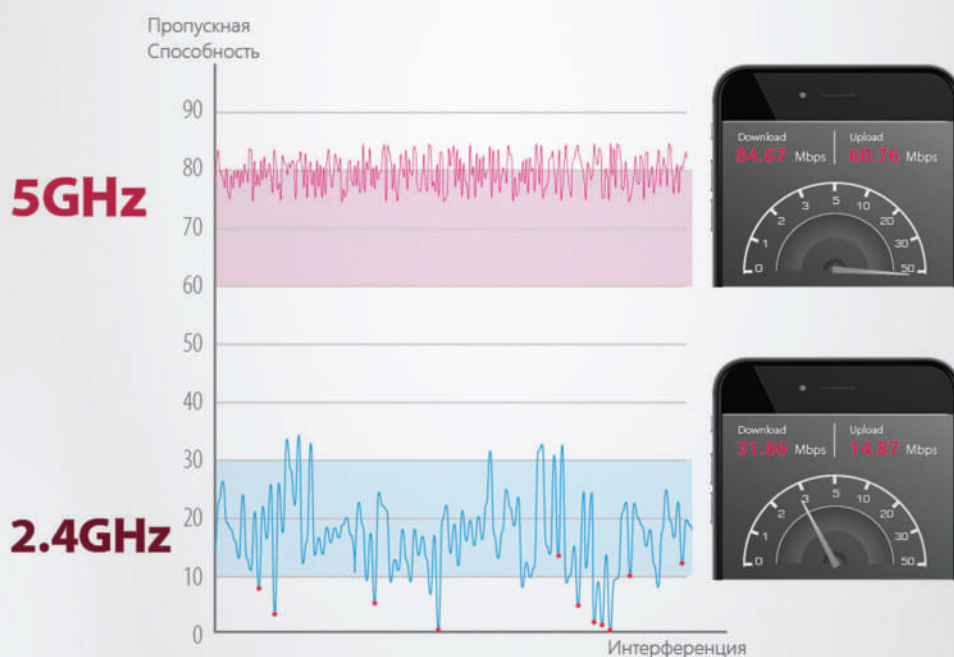 Пропускная
Способность
90
80
70
60
50
40
30
20
10
0
5GHz
2.4GHz
Интерференция
Download Upload
84.67 Mbps 60.76 Mbps
0 1 2 3 5 10 20 30 50
Download Upload
31.86 Mbps 14.87 Mbps
0 1 2 3 5 10 20 30 50